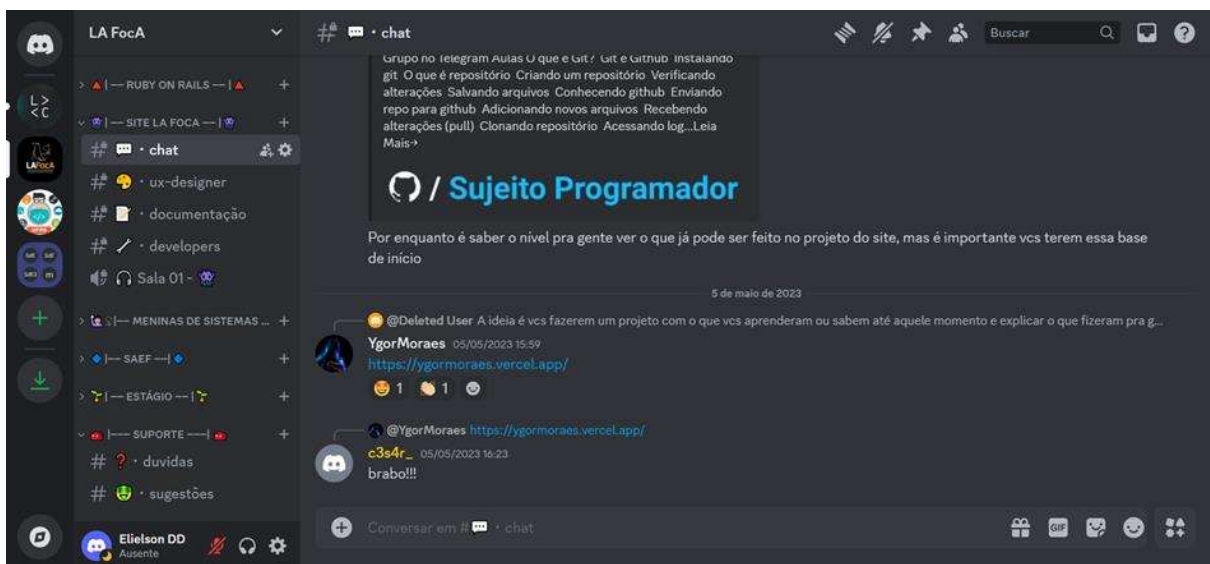 LA FocA
RUBY ON RAILS
SITE LA FOCA
chat
ux-designer
documentação
developers
Sala 01 -
MENINAS DE SISTEMAS ...
SAEF
ESTÁGIO
SUPORTE
duvidas
sugestões
Elielson DD
Ausente
L>
<C
LAFOCA
chat
Buscar
Grupo no Telegram Aulas O que é Git? Git e Github Instalando
git O que é repositório Criando um repositório Verificando
alterações Salvando arquivos Conhecendo github Enviando
repo para github Adicionando novos arquivos Recebendo
alterações (pull) Clonando repositório Acessando log...Leia
Mais→
/ Sujeito Programador
Por enquanto é saber o nível pra gente ver o que já pode ser feito no projeto do site, mas é importante vcs terem essa base
de início
5 de maio de 2023
@Deleted User A ideia é vcs fazerem um projeto com o que vcs aprenderam ou sabem até aquele momento e explicar o que fizeram pra g...
YgorMoraes 05/05/2023 15:59
https://ygormoraes.vercel.app/
1 1
@YgorMoraes https://ygormoraes.vercel.app/
c3s4r_ 05/05/2023 16:23
brabo!!!
Conversar em # chat
GIF